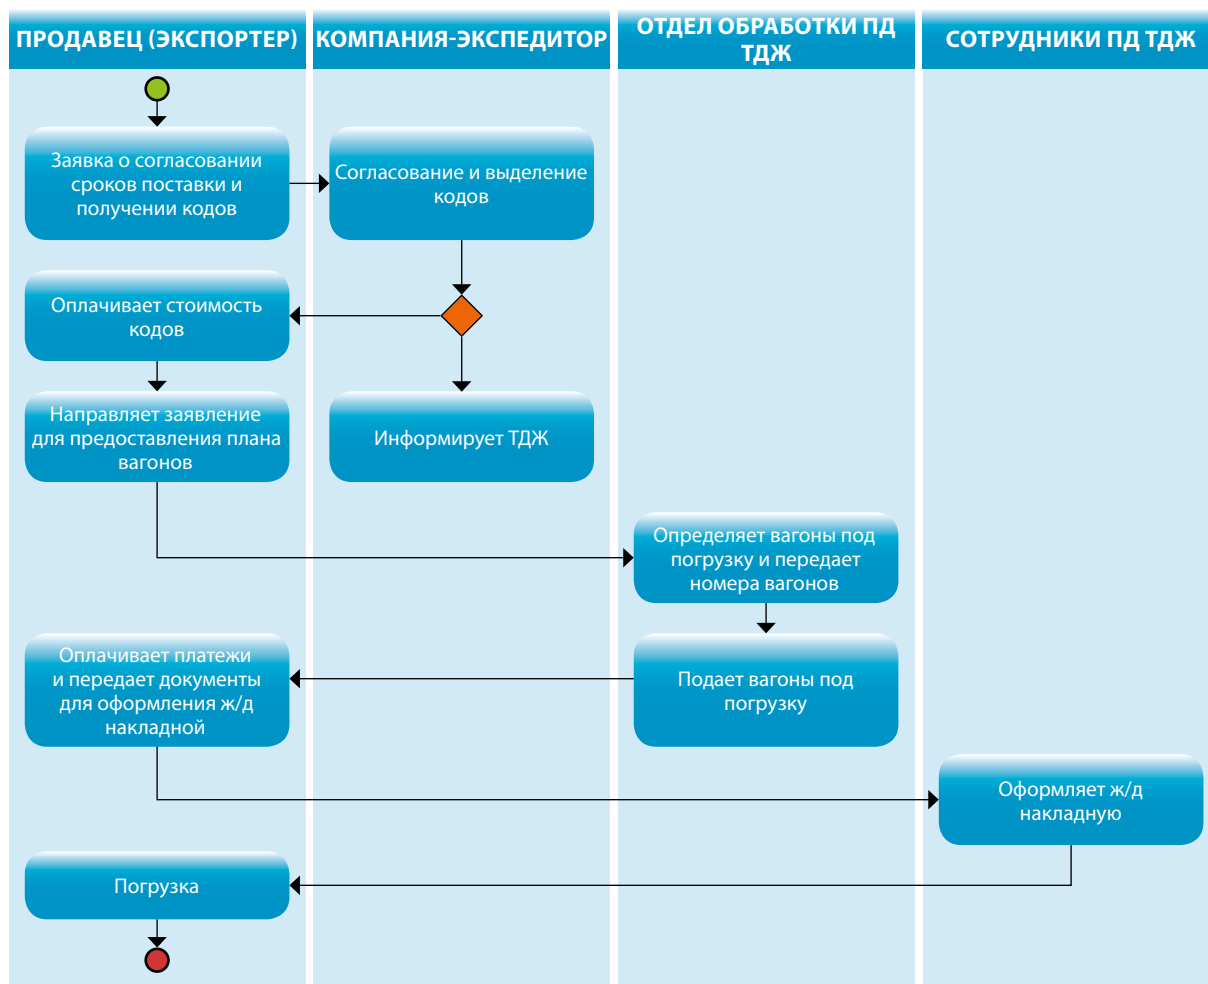 ПРОДАВЕЦ (ЭКСПОРТЕР)
КОМПАНИЯ-ЭКСПЕДИТОР
ОТДЕЛ ОБРАБОТКИ ПД
ТДЖ
СОТРУДНИКИ ПД ТДЖ
Заявка о согласовании
сроков поставки и
получении кодов
Согласование и выделение
кодов
Оплачивает стоимость
кодов
Направляет заявление
для предоставления плана
вагонов
Информирует ТДЖ
Определяет вагоны под
погрузку и передает
номера вагонов
Оплачивает платежи
и передает документы
для оформления ж/д
накладной
Подает вагоны под
погрузку
Оформляет ж/д
накладную
Погрузка